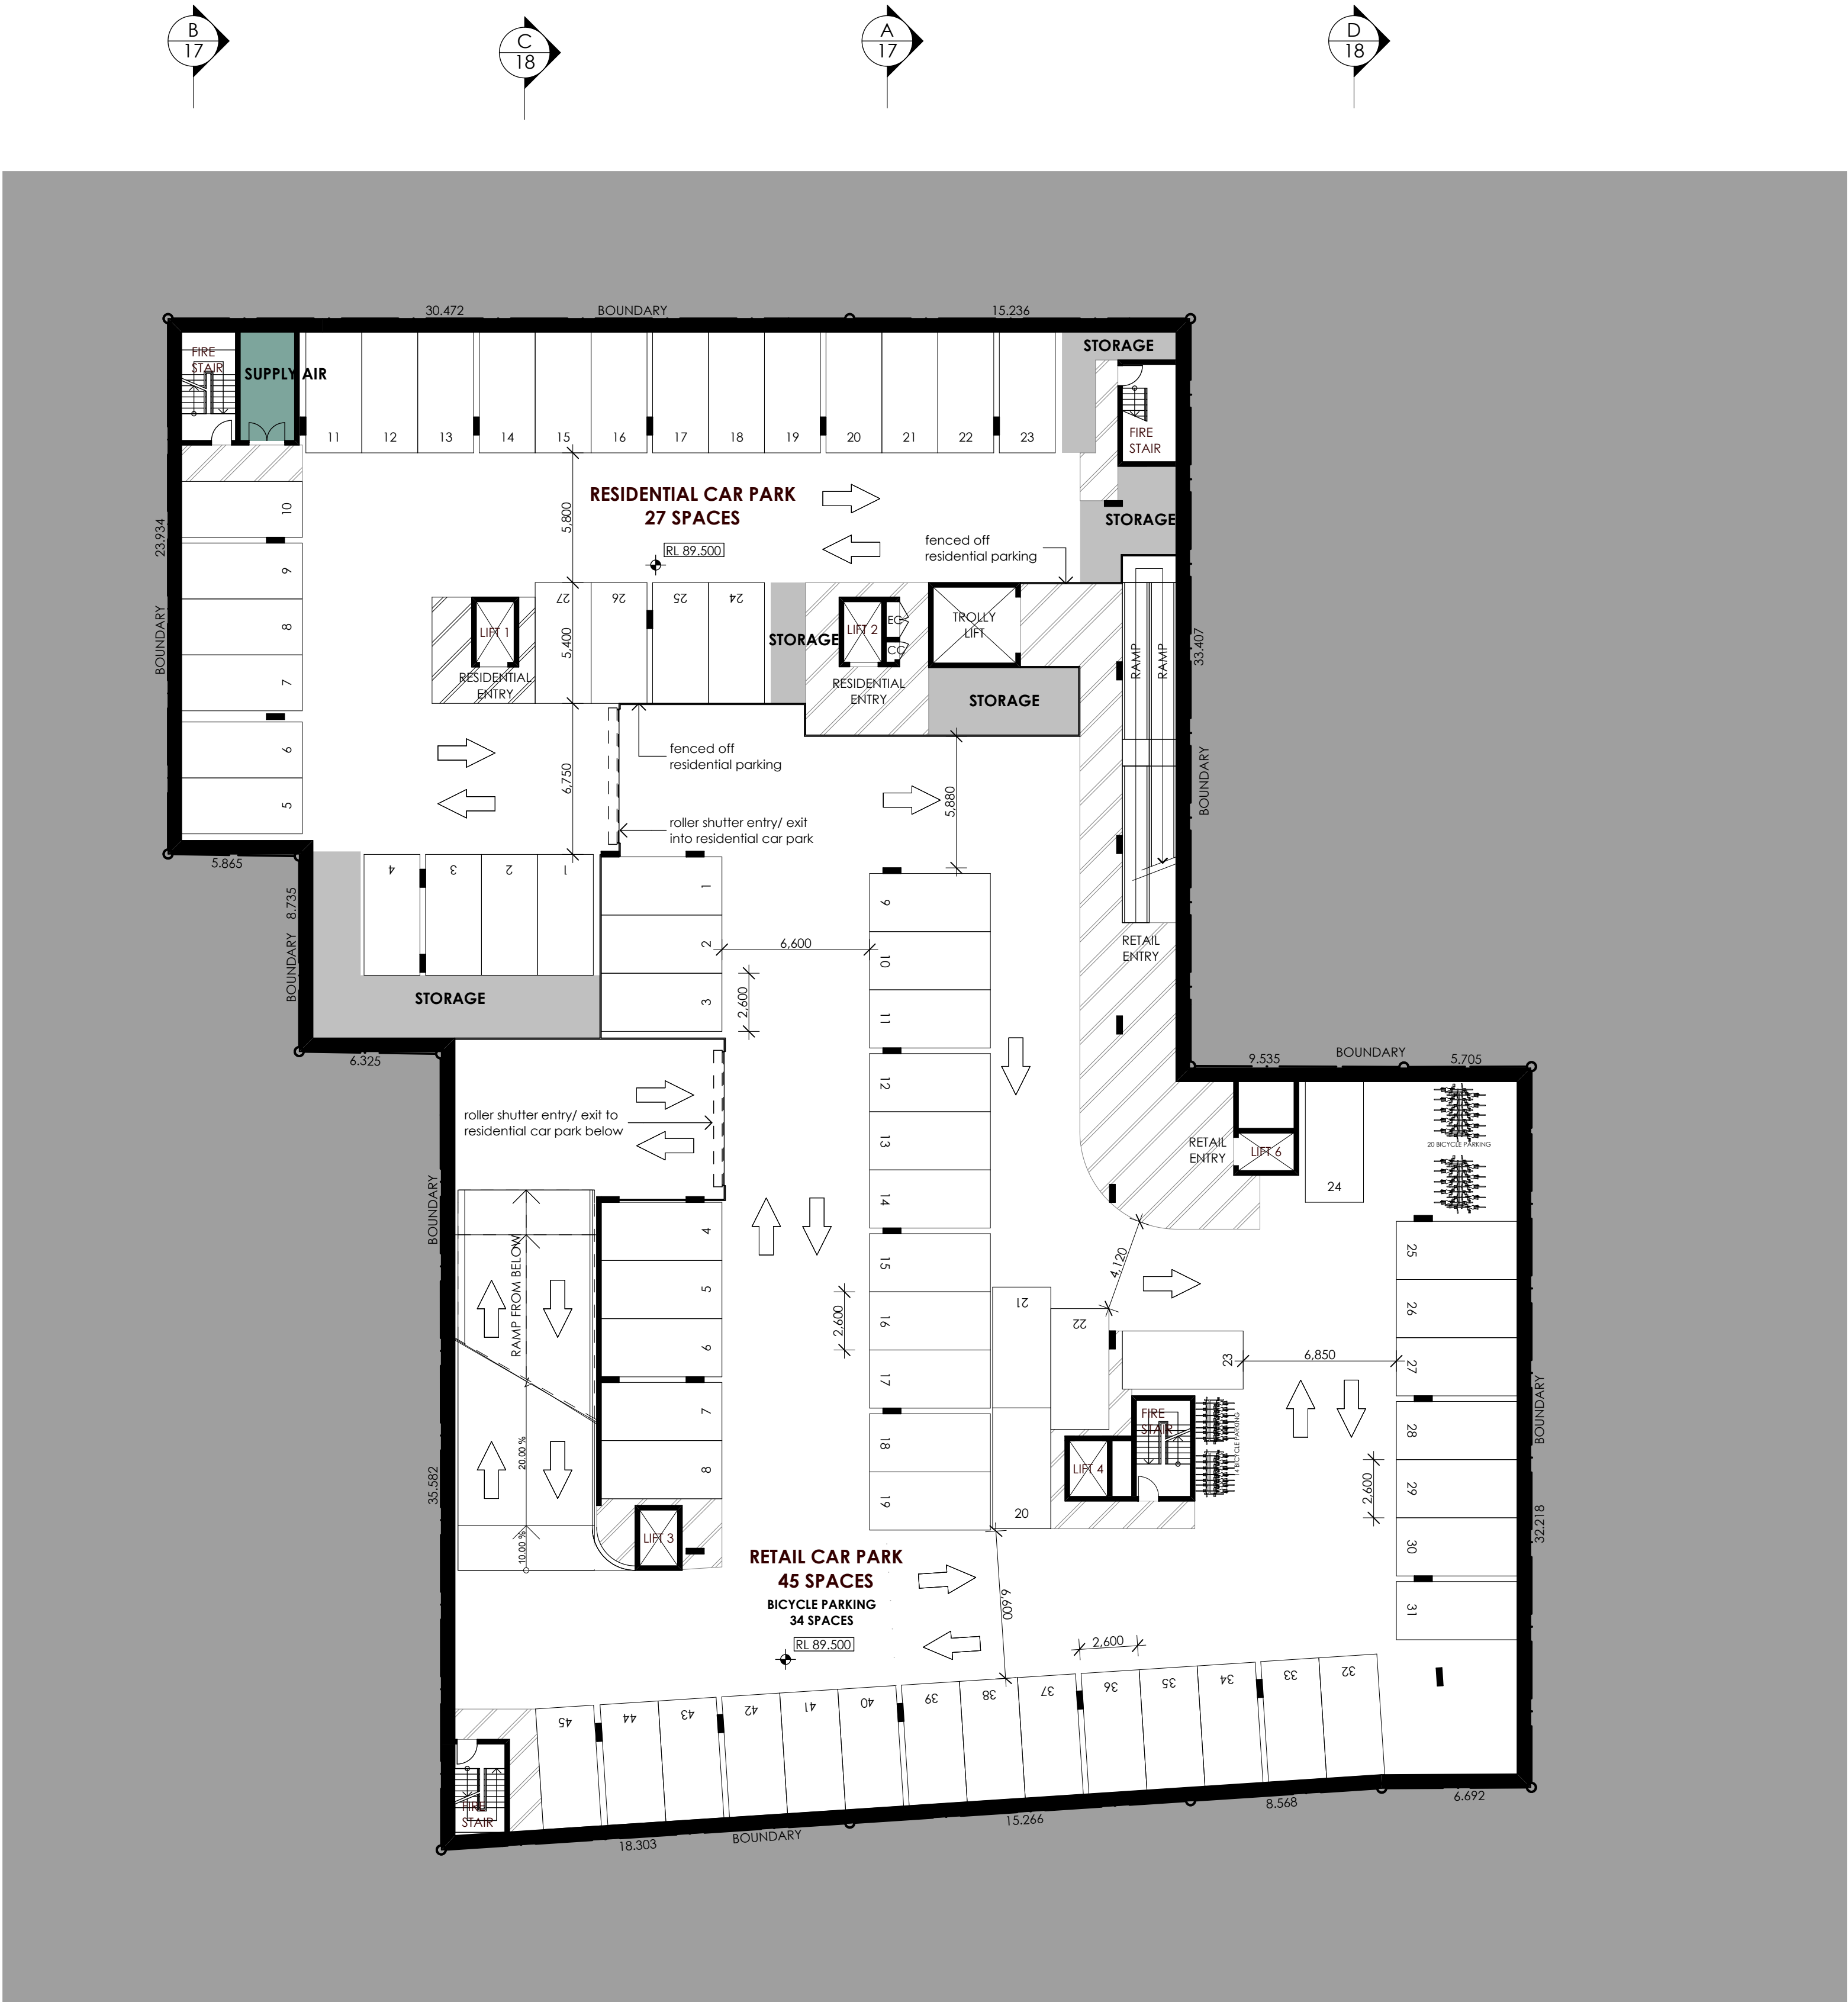 B
17
C
18
A
17
D
18
30.472
BOUNDARY
15.236
FIRE
STAIR
SUPPLY AIR
STORAGE
11
12
13
14
15
16
17
18
19
20
21
22
23
FIRE
STAIR
RESIDENTIAL CAR PARK
27 SPACES
RL 89.500
5,800
STORAGE
fenced off
residential parking
23.934
BOUNDARY
10
9
8
7
6
5
27
26
25
24
LIFT 1
RESIDENTIAL
ENTRY
5,400
STORAGE
LIFT 2
EC
CC
RESIDENTIAL
ENTRY
TROLLY
LIFT
STORAGE
RAMP
RAMP
33.407
BOUNDARY
fenced off
residential parking
6,750
roller shutter entry/ exit
into residential car park
5,880
5.865
4
3
2
1
BOUNDARY 8.735
STORAGE
6.325
1
2
3
6,600
2,600
9
10
11
12
13
14
15
16
17
18
19
RETAIL
ENTRY
9.535
BOUNDARY
5.705
roller shutter entry/ exit to
residential car park below
RETAIL
ENTRY
LIFT 6
24
20 BICYCLE PARKING
BOUNDARY
RAMP FROM BELOW
20.00 %
10.00 %
35.582
4
5
6
7
8
2,600
LIFT 3
21
22
20
4,120
23
6,850
FIRE
STAIR
LIFT 4
14 BICYCLE PARKING
25
26
27
28
29
30
31
2,600
BOUNDARY
32.218
RETAIL CAR PARK
45 SPACES
BICYCLE PARKING
34 SPACES
RL 89.500
6,600
2,600
45
44
43
42
41
40
39
38
37
36
35
34
33
32
FIRE
STAIR
18.303
BOUNDARY
15.266
8.568
6.692